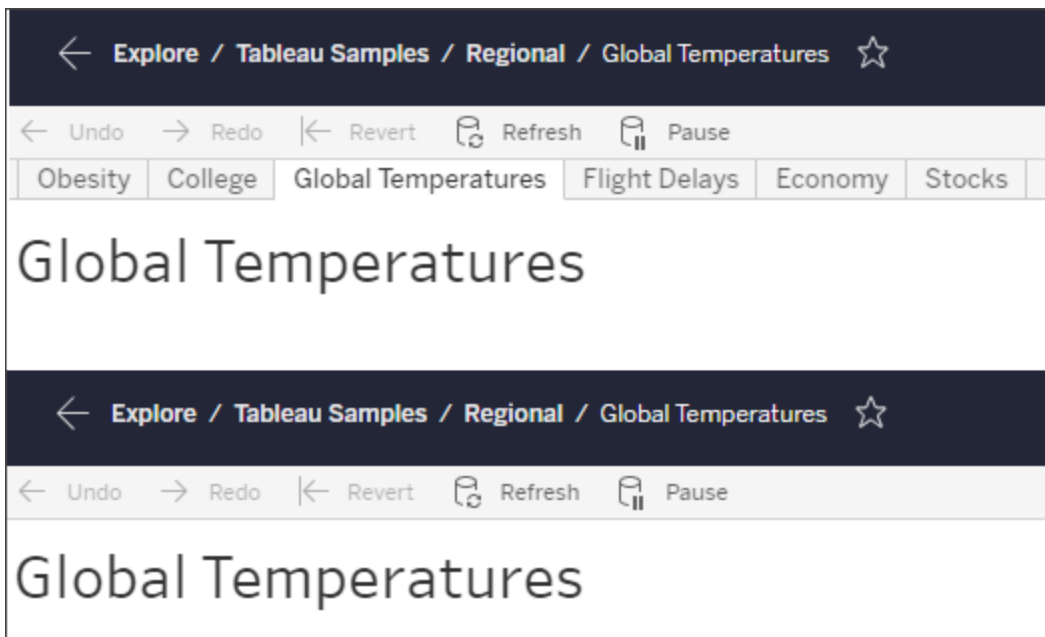 Explore / Tableau Samples / Regional / Global Temperatures
Undo Redo Revert Refresh Pause
Obesity College Global Temperatures Flight Delays Economy Stocks
Global Temperatures
Explore / Tableau Samples / Regional / Global Temperatures
Undo Redo Revert Refresh Pause
Global Temperatures